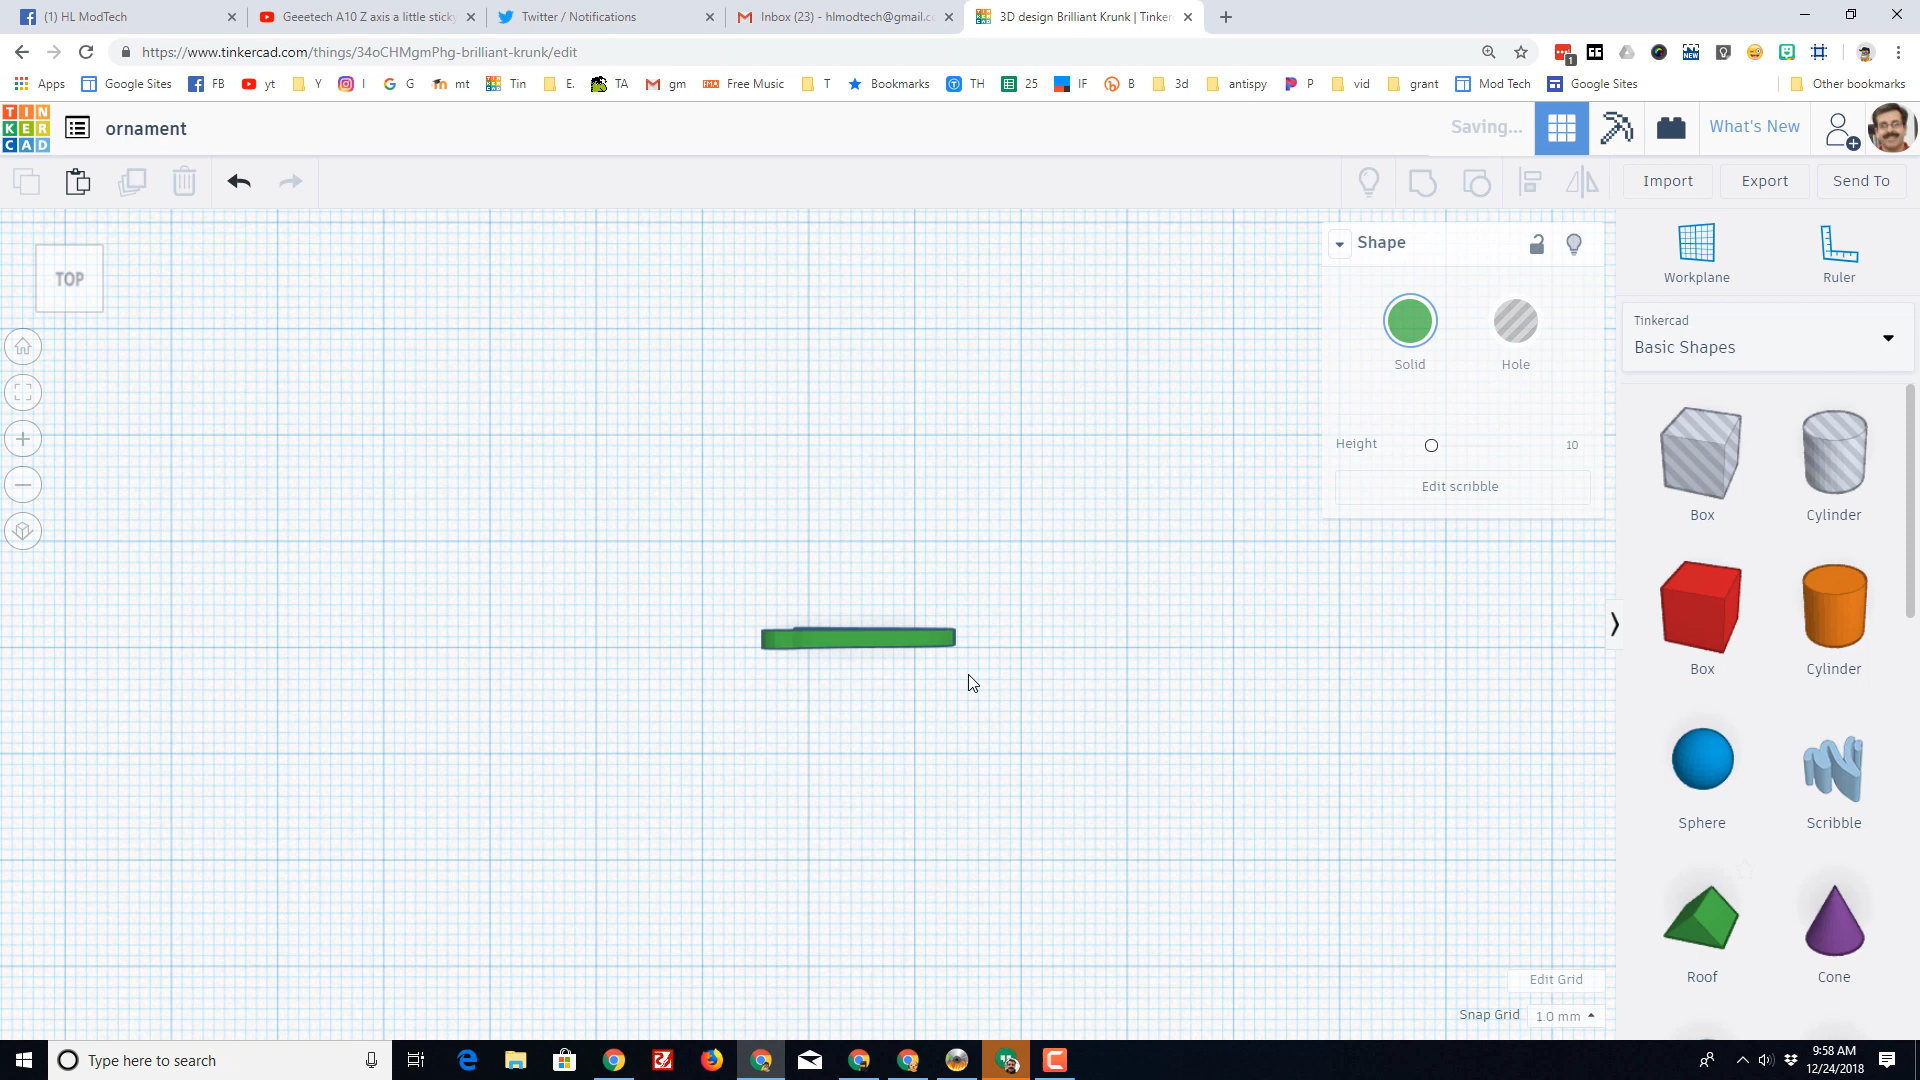 (1) HL ModTech
Geeetech A10 Z axis a little sticky
Twitter / Notifications
Inbox (23) - hlmodtech@gmail.c
3D design Brilliant Krunk | Tinker
https://www.tinkercad.com/things/34oCHMgmPhg-brilliant-krunk/edit
1
Apps Google Sites FB yt Y I G mt Tin E. TA gm Free Music T Bookmarks TH 25 IF B 3d antispy P vid grant Mod Tech Google Sites Other bookmarks
TIN
KER
CAD
ornament
Saving...
What's New
Import
Export
Send To
TOP
Shape
Solid
Hole
Height
10
Edit scribble
Workplane
Ruler
Tinkercad
Basic Shapes
Box
Cylinder
Box
Cylinder
Sphere
Scribble
Roof
Cone
Edit Grid
Snap Grid
1.0 mm
Type here to search
9:58 AM
12/24/2018